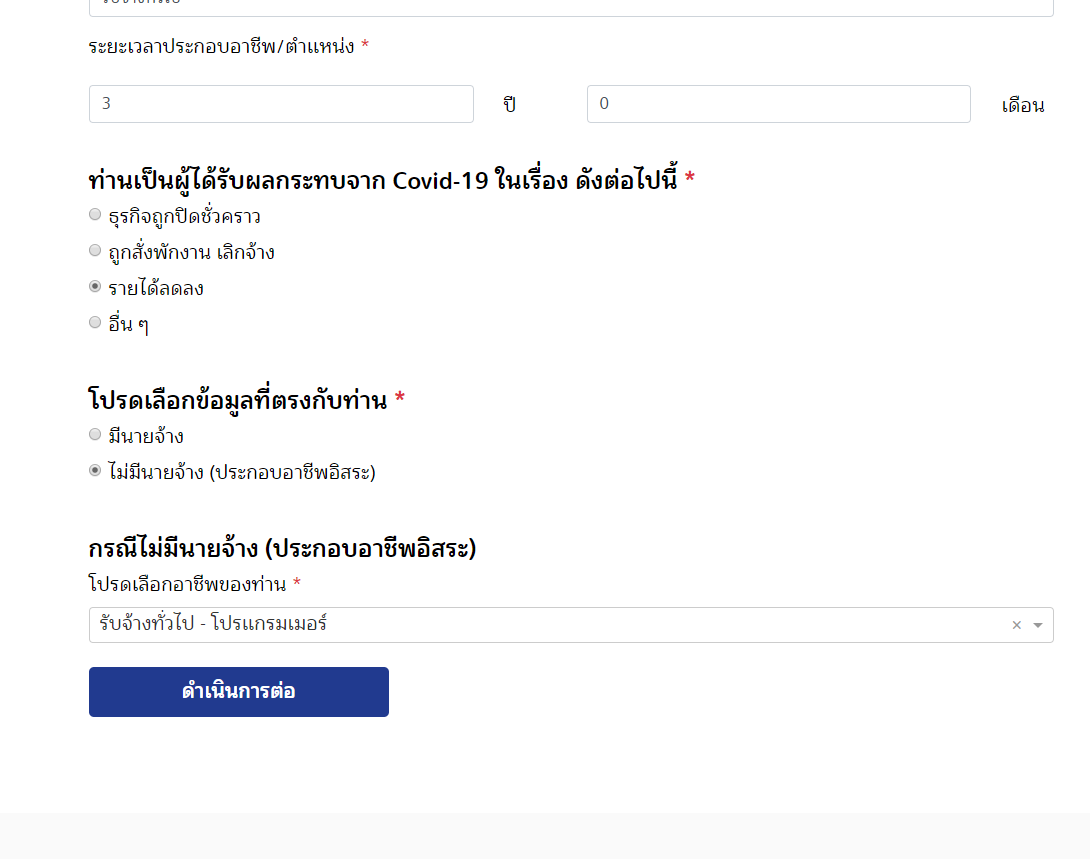 ระยะเวลาประกอบอาชีพ/ตำแหน่ง *
3 ปี 0 เดือน
ท่านเป็นผู้ได้รับผลกระทบจาก Covid-19 ในเรื่อง ดังต่อไปนี้ *
ธุรกิจถูกปิดชั่วคราว
ถูกสั่งพักงาน เลิกจ้าง
รายได้ลดลง
อื่น ๆ
โปรดเลือกข้อมูลที่ตรงกับท่าน *
มีนายจ้าง
ไม่มีนายจ้าง (ประกอบอาชีพอิสระ)
กรณีไม่มีนายจ้าง (ประกอบอาชีพอิสระ)
โปรดเลือกอาชีพของท่าน *
รับจ้างทั่วไป - โปรแกรมเมอร์ ×
ดำเนินการต่อ